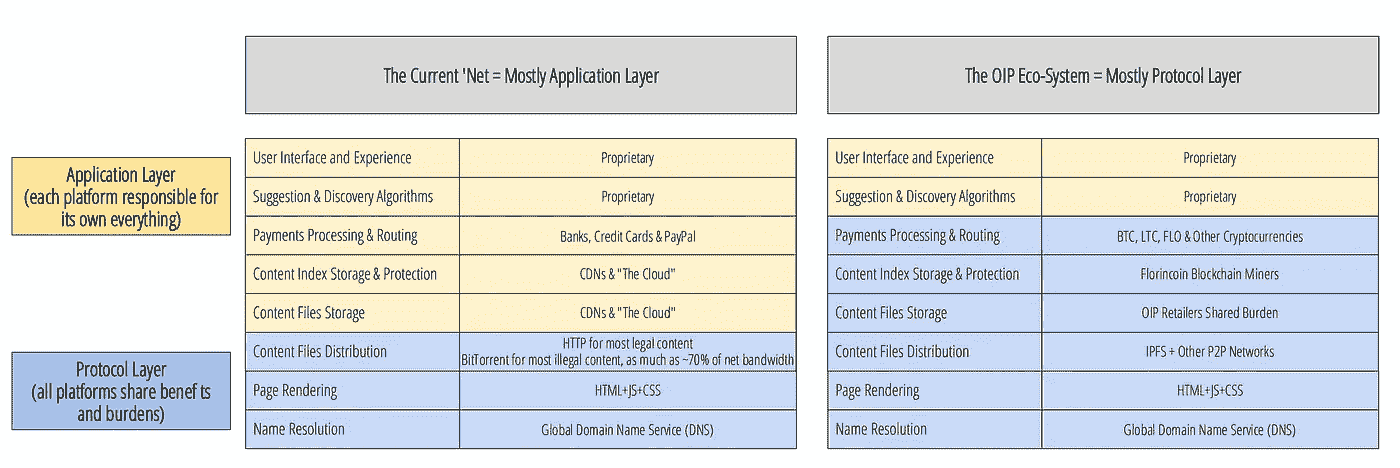 The Current 'Net = Mostly Application Layer
The OIP Eco-System = Mostly Protocol Layer
Application Layer
(each platform responsible for
its own everything)
Protocol Layer
(all platforms share benefits
and burdens)
User Interface and Experience
Proprietary
Suggestion & Discovery Algorithms
Proprietary
Payments Processing & Routing
Banks, Credit Cards & PayPal
Content Index Storage & Protection
CDNs & "The Cloud"
Content Files Storage
CDNs & "The Cloud"
Content Files Distribution
HTTP for most legal content
BitTorrent for most illegal content, as much as ~70% of net bandwidth
Page Rendering
HTML+JS+CSS
Name Resolution
Global Domain Name Service (DNS)
User Interface and Experience
Proprietary
Suggestion & Discovery Algorithms
Proprietary
Payments Processing & Routing
BTC, LTC, FLO & Other Cryptocurrencies
Content Index Storage & Protection
Florincoin Blockchain Miners
Content Files Storage
OIP Retailers Shared Burden
Content Files Distribution
IPFS + Other P2P Networks
Page Rendering
HTML+JS+CSS
Name Resolution
Global Domain Name Service (DNS)